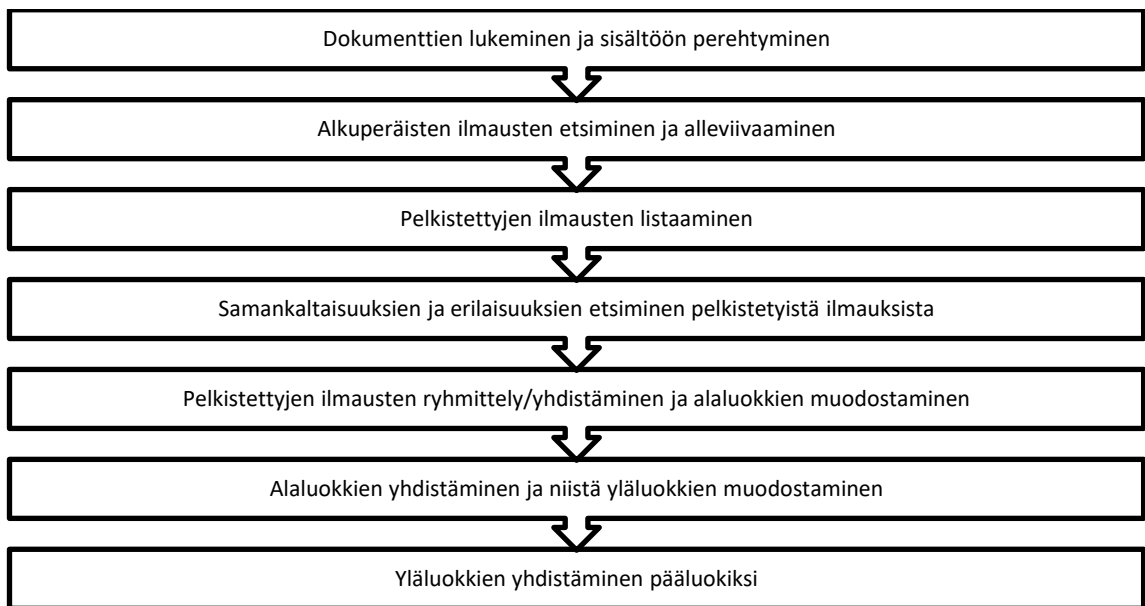 Dokumenttien lukeminen ja sisältöön perehtyminen
Alkuperäisten ilmausten etsiminen ja alleviivaaminen
Pelkistettyjen ilmausten listaaminen
Samankaltaisuuksien ja erilaisuuksien etsiminen pelkistetyistä ilmauksista
Pelkistettyjen ilmausten ryhmittely/yhdistäminen ja alaluokkien muodostaminen
Alaluokkien yhdistäminen ja niistä yläluokkien muodostaminen
Yläluokkien yhdistäminen pääluokiksi